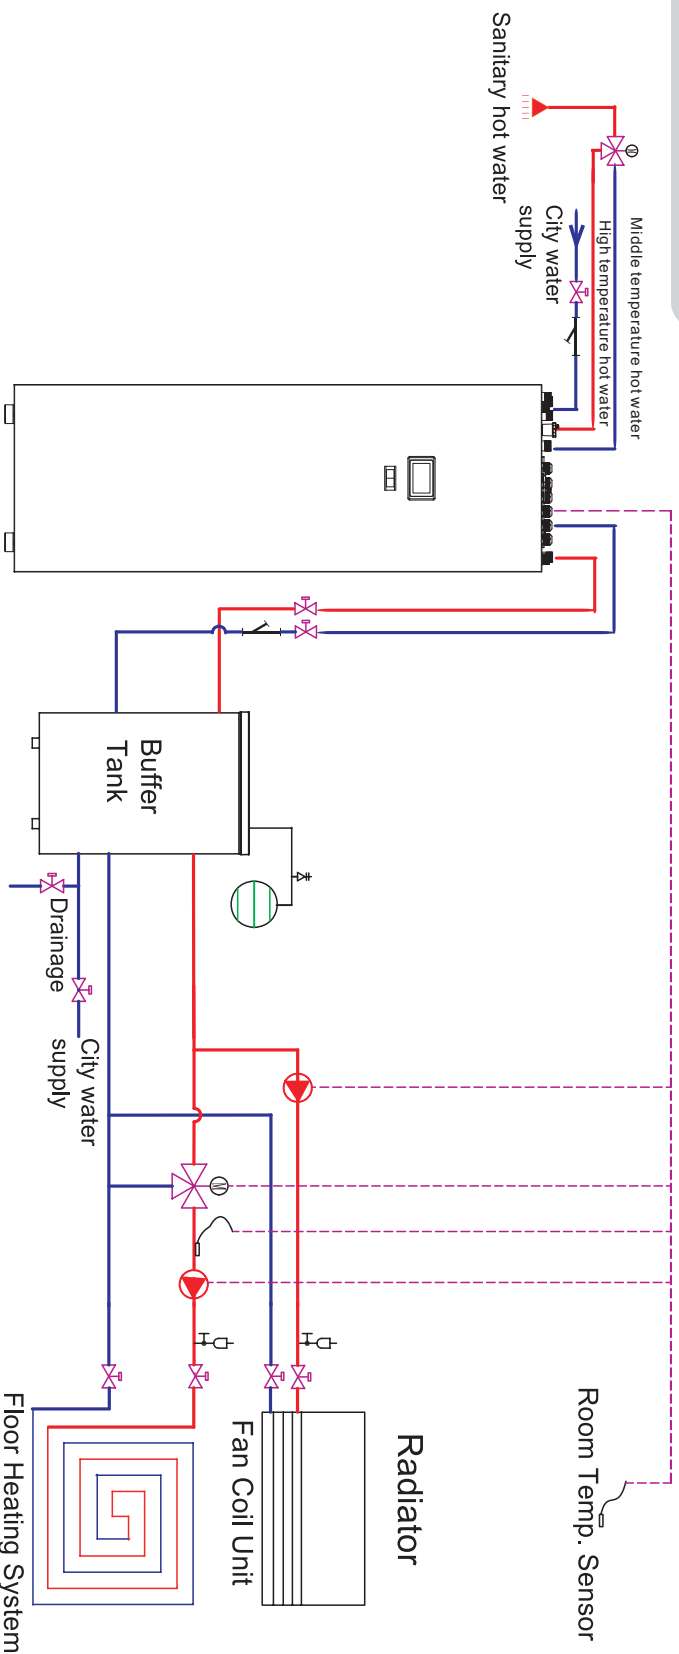 Sanitary hot water
City water
supply
Middle temperature hot water
High temperature hot water
Buffer
Tank
Drainage
City water
supply
Radiator
Fan Coil Unit
Floor Heating System
Room Temp. Sensor
M
M